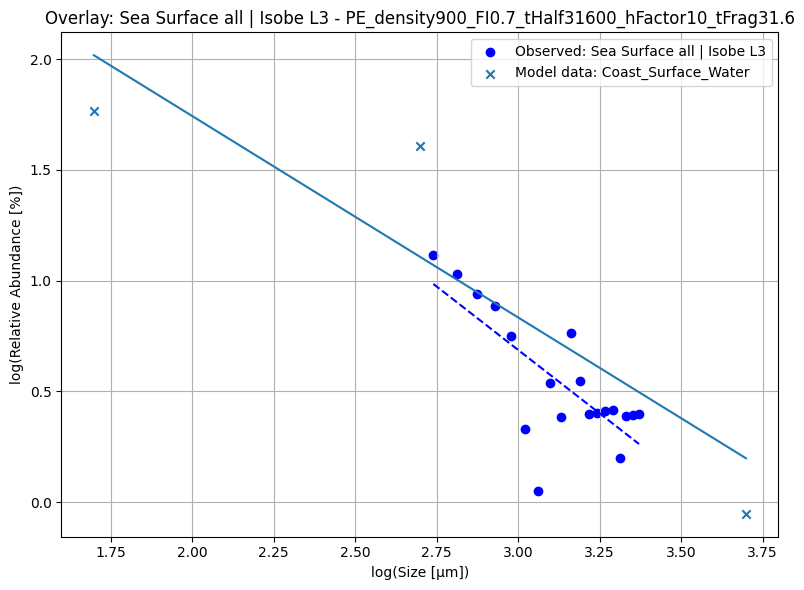 Overlay: Sea Surface all | Isobe L3 - PE_density900_FI0.7_tHalf31600_hFactor10_tFrag31.6
Observed: Sea Surface all | Isobe L3
Model data: Coast_Surface_Water
log(Relative Abundance [%])
2.0
1.5
1.0
0.5
0.0
1.75 2.00 2.25 2.50 2.75 3.00 3.25 3.50 3.75
log(Size [µm])